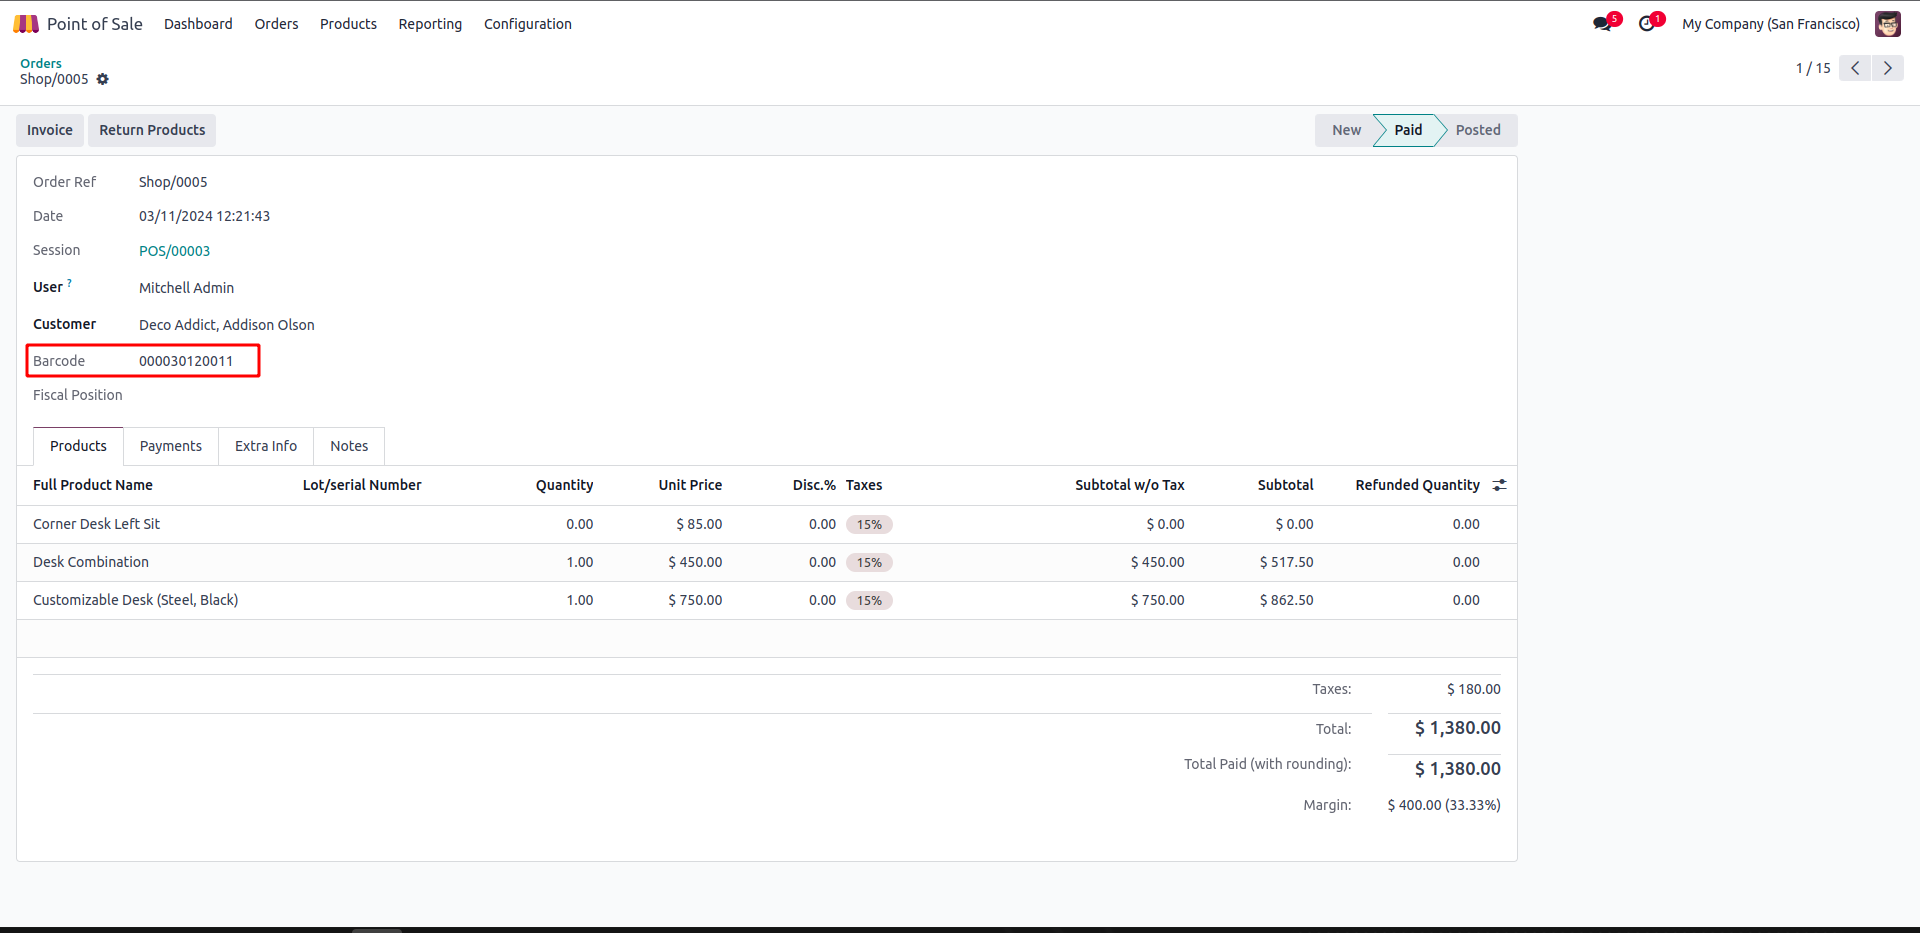 Point of Sale Dashboard Orders Products Reporting Configuration 5 1 My Company (San Francisco)
Orders
Shop/0005 1 / 15
Invoice Return Products New Paid Posted
Order Ref Shop/0005
Date 03/11/2024 12:21:43
Session POS/00003
User ? Mitchell Admin
Customer Deco Addict, Addison Olson
Barcode 000030120011
Fiscal Position
Products Payments Extra Info Notes
Full Product Name Lot/serial Number Quantity Unit Price Disc.% Taxes Subtotal w/o Tax Subtotal Refunded Quantity
Corner Desk Left Sit 0.00 $ 85.00 0.00 15% $ 0.00 $ 0.00 0.00
Desk Combination 1.00 $ 450.00 0.00 15% $ 450.00 $ 517.50 0.00
Customizable Desk (Steel, Black) 1.00 $ 750.00 0.00 15% $ 750.00 $ 862.50 0.00
Taxes: $ 180.00
Total: $ 1,380.00
Total Paid (with rounding): $ 1,380.00
Margin: $ 400.00 (33.33%)